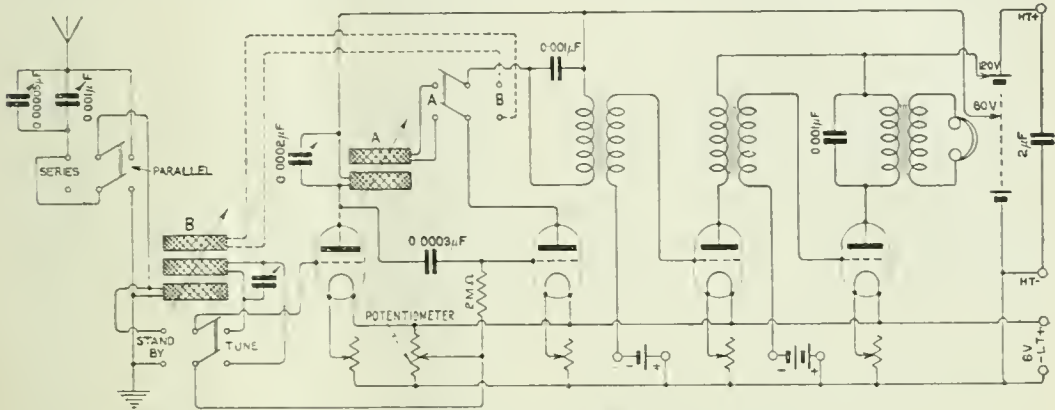 0.00005μF
0.001μF
SERIES
PARALLEL
B
STAND
BY
TUNE
0.0002μF
A
A
B
0.001μF
0.0003μF
2MΩ
POTENTIOMETER
+
-
- +
- +
0.001μF
120V
60V
HT+
2μF
HT-
6V
-LT+